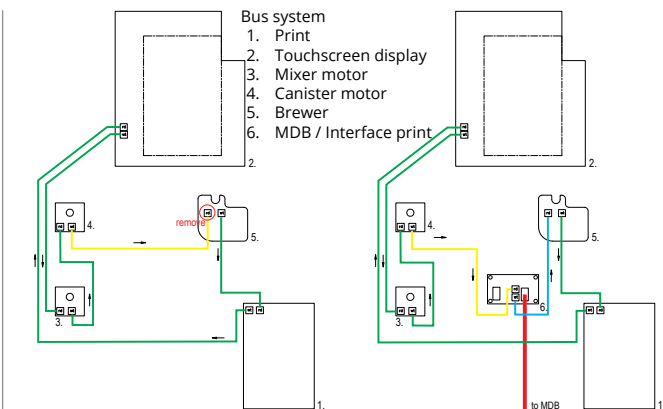 Bus system
1. Print
2. Touchscreen display
3. Mixer motor
4. Canister motor
5. Brewer
6. MDB / Interface print
2.
2.
4.
remove
5.
4.
5.
3.
6.
3.
1.
to MDB
1.